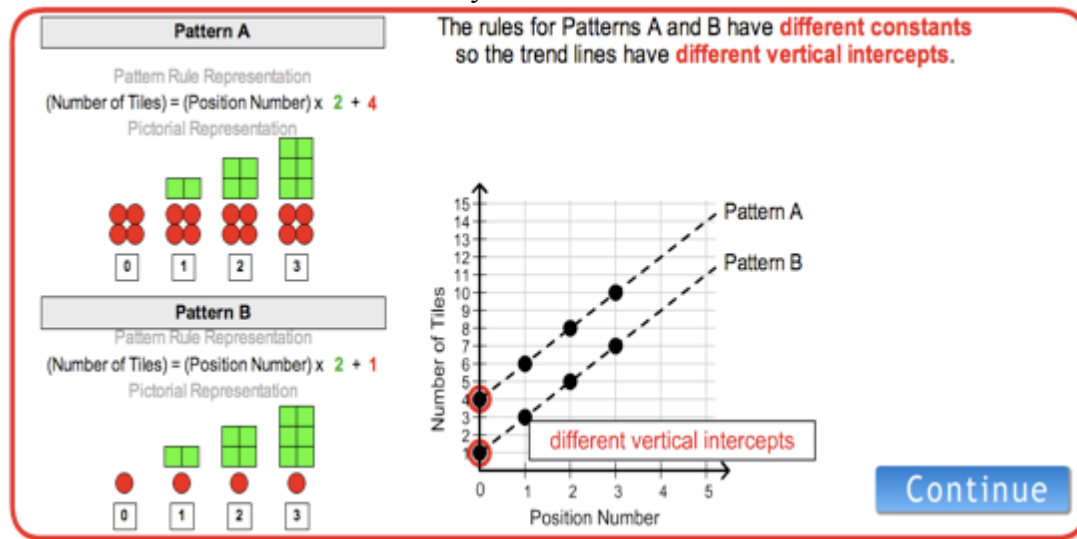 Pattern A
Pattern Rule Representation
(Number of Tiles) = (Position Number) x 2 + 4
Pictorial Representation
0 1 2 3
Pattern B
Pattern Rule Representation
(Number of Tiles) = (Position Number) x 2 + 1
Pictorial Representation
0 1 2 3
The rules for Patterns A and B have different constants
so the trend lines have different vertical intercepts.
Number of Tiles
15
14
13
12
11
10
9
8
7
6
5
4
3
2
1
Pattern A
Pattern B
different vertical intercepts
0 1 2 3 4 5
Position Number
Continue